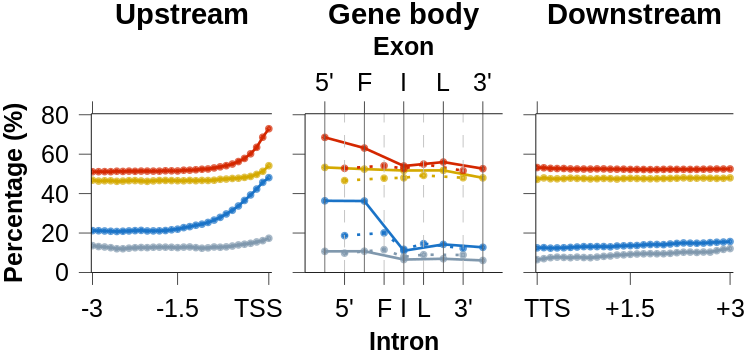 Upstream Gene body Downstream
Exon
5' F I L 3'
80
60
40
20
0
Percentage (%)
-3 -1.5 TSS 5' F I L 3' TTS +1.5 +3
Intron